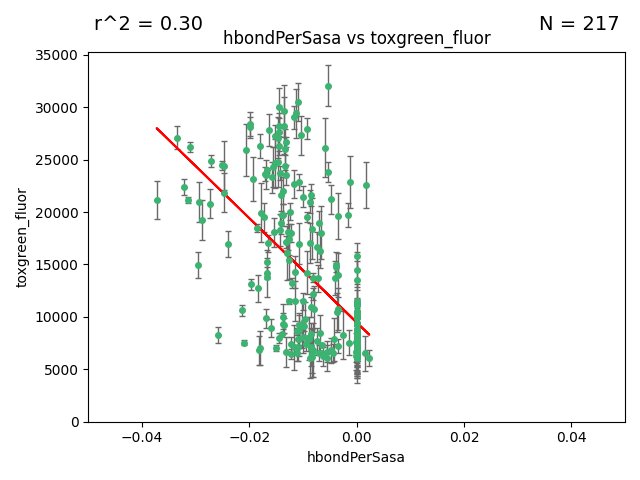 r^2 = 0.30 N = 217
hbondPerSasa vs toxgreen_fluor
35000
30000
25000
20000
15000
10000
5000
0
toxgreen_fluor
−0.04 −0.02 0.00 0.02 0.04
hbondPerSasa